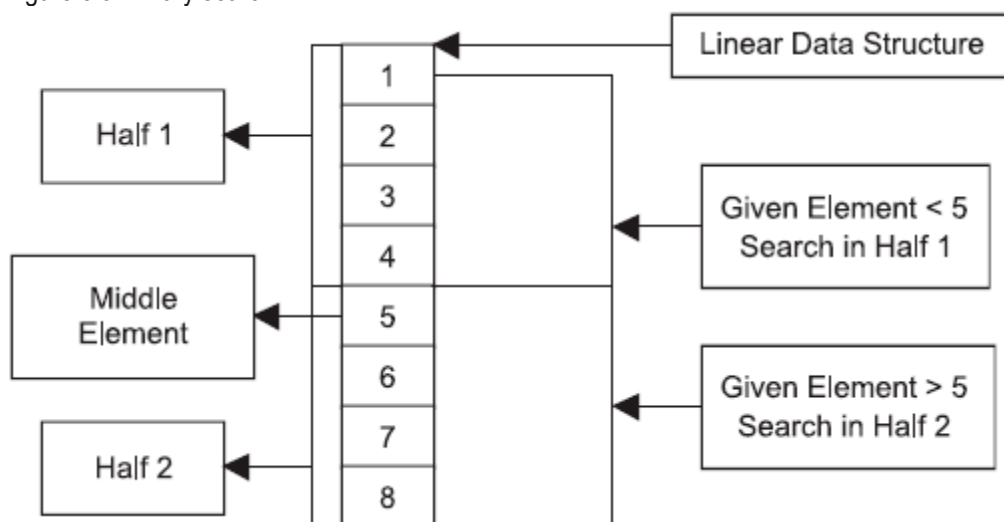 Linear Data Structure
1
Half 1
2
3
Given Element < 5
Search in Half 1
4
Middle
Element
5
6
Given Element > 5
Search in Half 2
7
Half 2
8